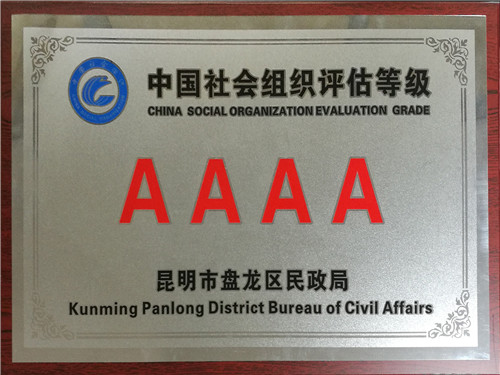 中国社会组织评估等级
CHINA SOCIAL ORGANIZATION EVALUATION GRADE
AAAA
昆明市盘龙区民政局
Kunming Panlong District Bureau of Civil Affairs